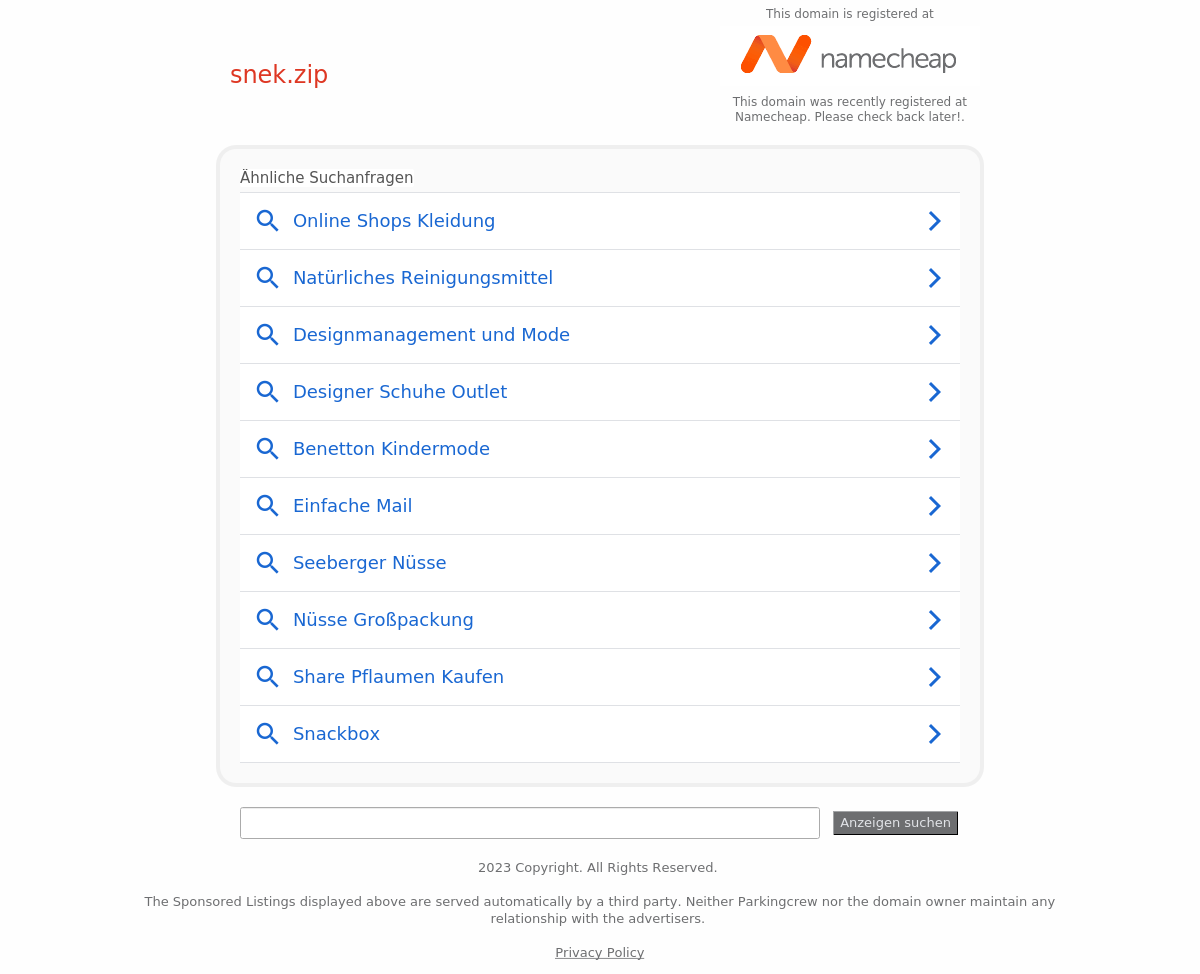 This domain is registered at
namecheap
snek.zip
This domain was recently registered at
Namecheap. Please check back later!.
Ähnliche Suchanfragen
Online Shops Kleidung
Natürliches Reinigungsmittel
Designmanagement und Mode
Designer Schuhe Outlet
Benetton Kindermode
Einfache Mail
Seeberger Nüsse
Nüsse Großpackung
Share Pflaumen Kaufen
Snackbox
Anzeigen suchen
2023 Copyright. All Rights Reserved.
The Sponsored Listings displayed above are served automatically by a third party. Neither Parkingcrew nor the domain owner maintain any
relationship with the advertisers.
Privacy Policy